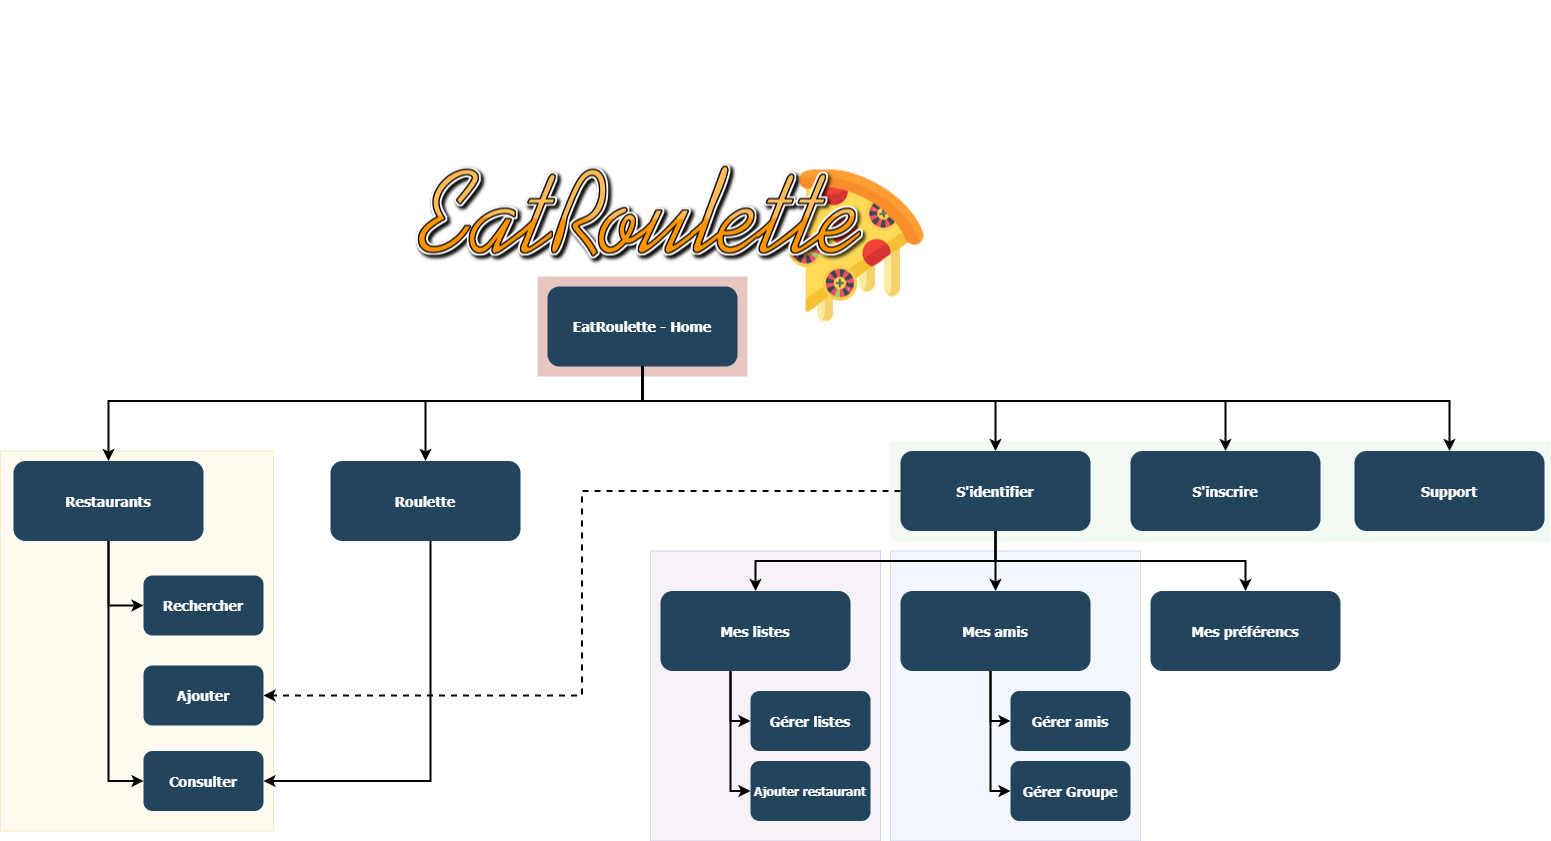 EatRoulette
EatRoulette - Home
Restaurants
Roulette
S'identifier
S'inscrire
Support
Rechercher
Ajouter
Consulter
Mes listes
Mes amis
Mes préférencs
Gérer listes
Gérer amis
Ajouter restaurant
Gérer Groupe